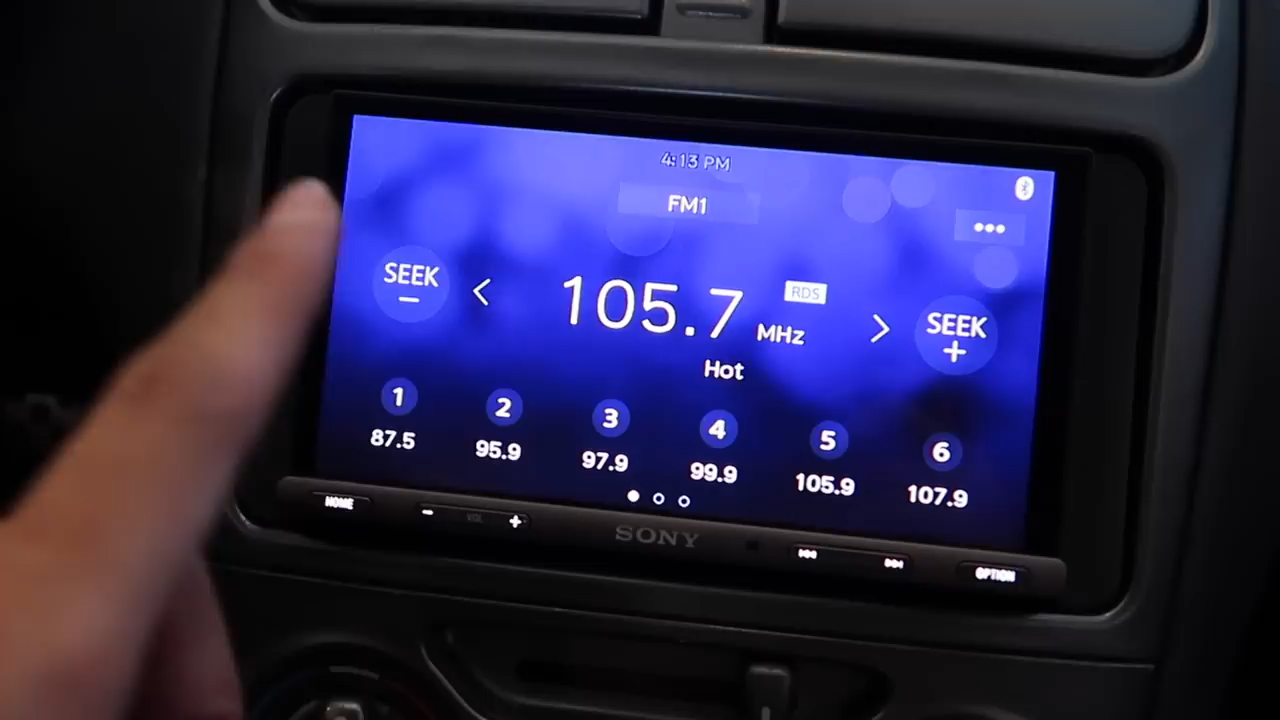 4:13 PM
FM1
•••
SEEK
−
<
105.7 MHz
RDS
>
SEEK
+
Hot
1 2 3 4 5 6
87.5 95.9 97.9 99.9 105.9 107.9
HOME
− VOL +
SONY
OPTION